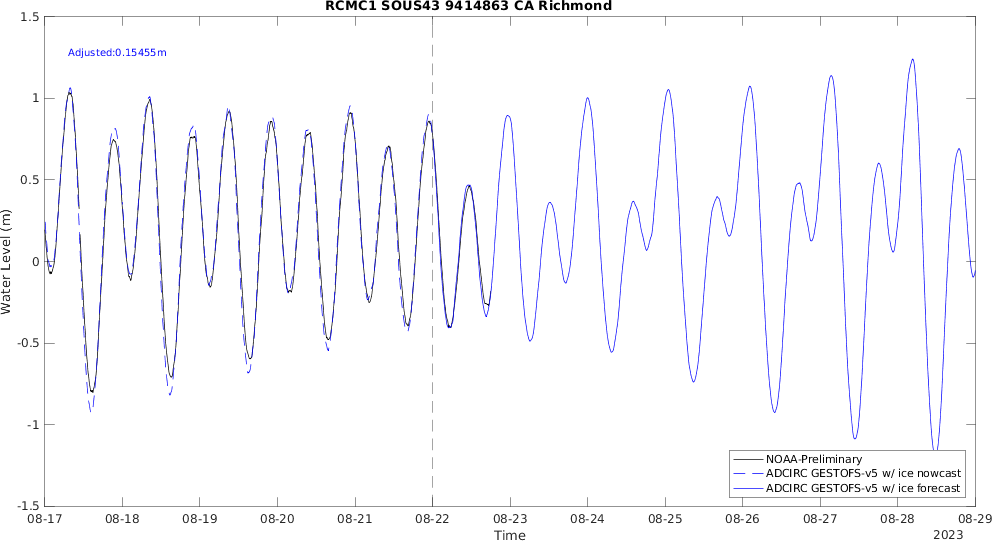 RCMC1 SOUS43 9414863 CA Richmond
Adjusted:0.15455m
Water Level (m)
1.5
1
0.5
0
-0.5
-1
-1.5
NOAA-Preliminary
ADCIRC GESTOFS-v5 w/ ice nowcast
ADCIRC GESTOFS-v5 w/ ice forecast
08-17 08-18 08-19 08-20 08-21 08-22 08-23 08-24 08-25 08-26 08-27 08-28 08-29
Time
2023